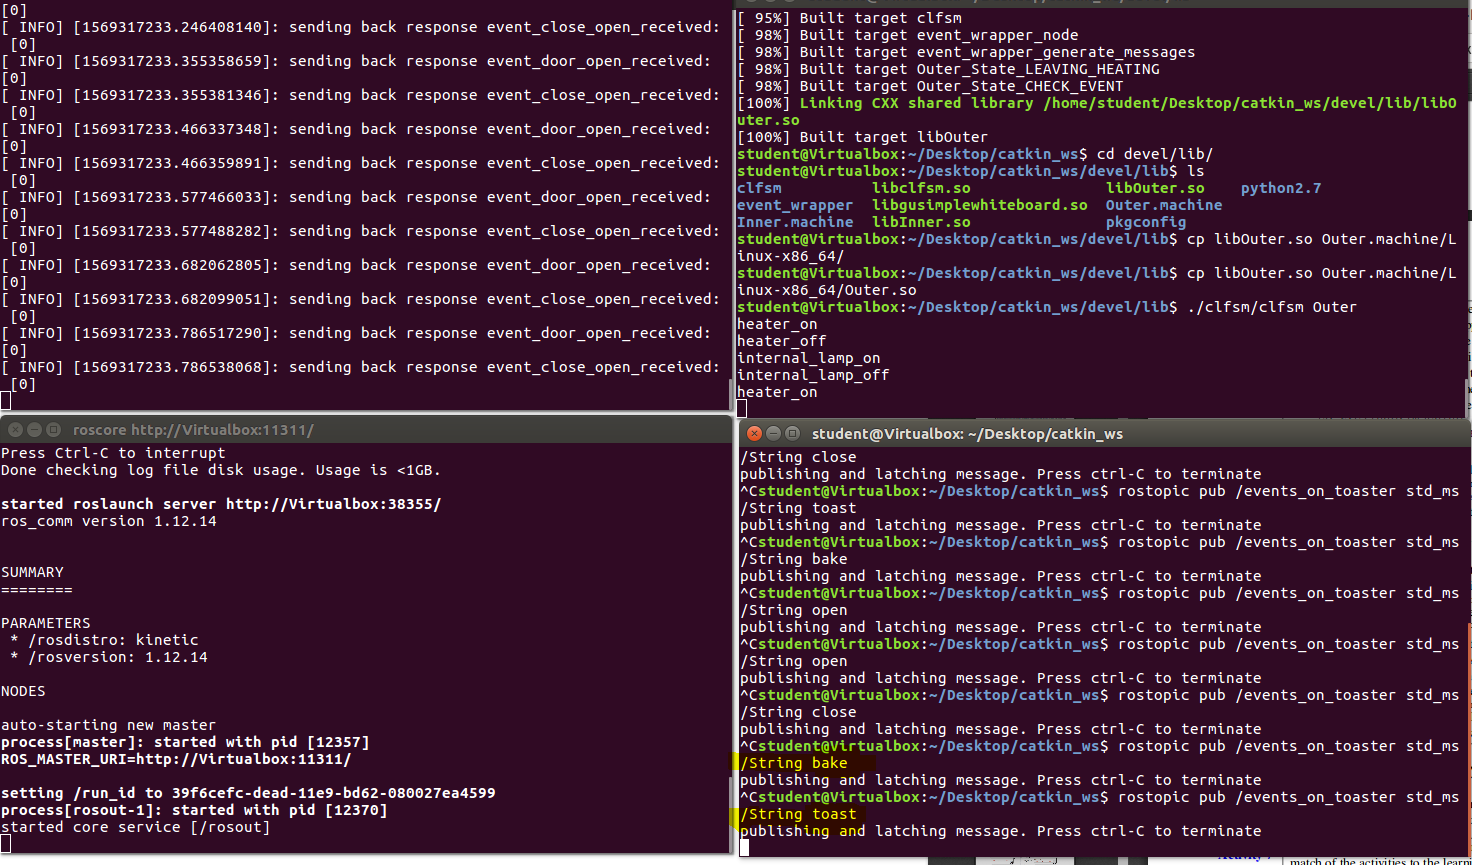 [0]
[ INFO] [1569317233.246408140]: sending back response event_close_open_received:
 [0]
[ INFO] [1569317233.355358659]: sending back response event_door_open_received:
[0]
[ INFO] [1569317233.355381346]: sending back response event_close_open_received:
 [0]
[ INFO] [1569317233.466337348]: sending back response event_door_open_received:
[0]
[ INFO] [1569317233.466359891]: sending back response event_close_open_received:
 [0]
[ INFO] [1569317233.577466033]: sending back response event_door_open_received:
[0]
[ INFO] [1569317233.577488282]: sending back response event_close_open_received:
 [0]
[ INFO] [1569317233.682062805]: sending back response event_door_open_received:
[0]
[ INFO] [1569317233.682099051]: sending back response event_close_open_received:
 [0]
[ INFO] [1569317233.786517290]: sending back response event_door_open_received:
[0]
[ INFO] [1569317233.786538068]: sending back response event_close_open_received:
 [0]
[ 95%] Built target clfsm
[ 98%] Built target event_wrapper_node
[ 98%] Built target event_wrapper_generate_messages
[ 98%] Built target Outer_State_LEAVING_HEATING
[ 98%] Built target Outer_State_CHECK_EVENT
[100%] Linking CXX shared library /home/student/Desktop/catkin_ws/devel/lib/libO
uter.so
[100%] Built target libOuter
student@Virtualbox:~/Desktop/catkin_ws$ cd devel/lib/
student@Virtualbox:~/Desktop/catkin_ws/devel/lib$ ls
clfsm libclfsm.so libOuter.so python2.7
event_wrapper libgusimplewhiteboard.so Outer.machine
Inner.machine libInner.so pkgconfig
student@Virtualbox:~/Desktop/catkin_ws/devel/lib$ cp libOuter.so Outer.machine/L
inux-x86_64/
student@Virtualbox:~/Desktop/catkin_ws/devel/lib$ cp libOuter.so Outer.machine/L
inux-x86_64/Outer.so
student@Virtualbox:~/Desktop/catkin_ws/devel/lib$ ./clfsm/clfsm Outer
heater_on
heater_off
internal_lamp_on
internal_lamp_off
heater_on
roscore http://Virtualbox:11311/
Press Ctrl-C to interrupt
Done checking log file disk usage. Usage is <1GB.
started roslaunch server http://Virtualbox:38355/
ros_comm version 1.12.14
SUMMARY
========
PARAMETERS
 * /rosdistro: kinetic
 * /rosversion: 1.12.14
NODES
auto-starting new master
process[master]: started with pid [12357]
ROS_MASTER_URI=http://Virtualbox:11311/
setting /run_id to 39f6cefc-dead-11e9-bd62-080027ea4599
process[rosout-1]: started with pid [12370]
started core service [/rosout]
student@Virtualbox: ~/Desktop/catkin_ws
/String close
publishing and latching message. Press ctrl-C to terminate
^Cstudent@Virtualbox:~/Desktop/catkin_ws$ rostopic pub /events_on_toaster std_ms
/String toast
publishing and latching message. Press ctrl-C to terminate
^Cstudent@Virtualbox:~/Desktop/catkin_ws$ rostopic pub /events_on_toaster std_ms
/String bake
publishing and latching message. Press ctrl-C to terminate
^Cstudent@Virtualbox:~/Desktop/catkin_ws$ rostopic pub /events_on_toaster std_ms
/String open
publishing and latching message. Press ctrl-C to terminate
^Cstudent@Virtualbox:~/Desktop/catkin_ws$ rostopic pub /events_on_toaster std_ms
/String open
publishing and latching message. Press ctrl-C to terminate
^Cstudent@Virtualbox:~/Desktop/catkin_ws$ rostopic pub /events_on_toaster std_ms
/String close
publishing and latching message. Press ctrl-C to terminate
^Cstudent@Virtualbox:~/Desktop/catkin_ws$ rostopic pub /events_on_toaster std_ms
/String bake
publishing and latching message. Press ctrl-C to terminate
^Cstudent@Virtualbox:~/Desktop/catkin_ws$ rostopic pub /events_on_toaster std_ms
/String toast
publishing and latching message. Press ctrl-C to terminate
match of the activities to the learni